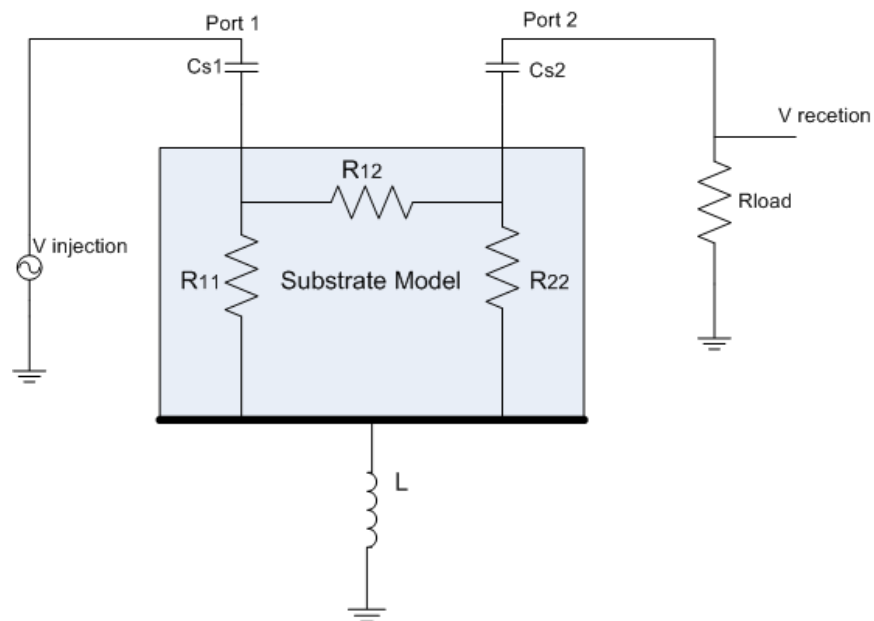 Port 1
Port 2
Cs1
Cs2
V recetion
R12
Rload
V injection
R11
Substrate Model
R22
L